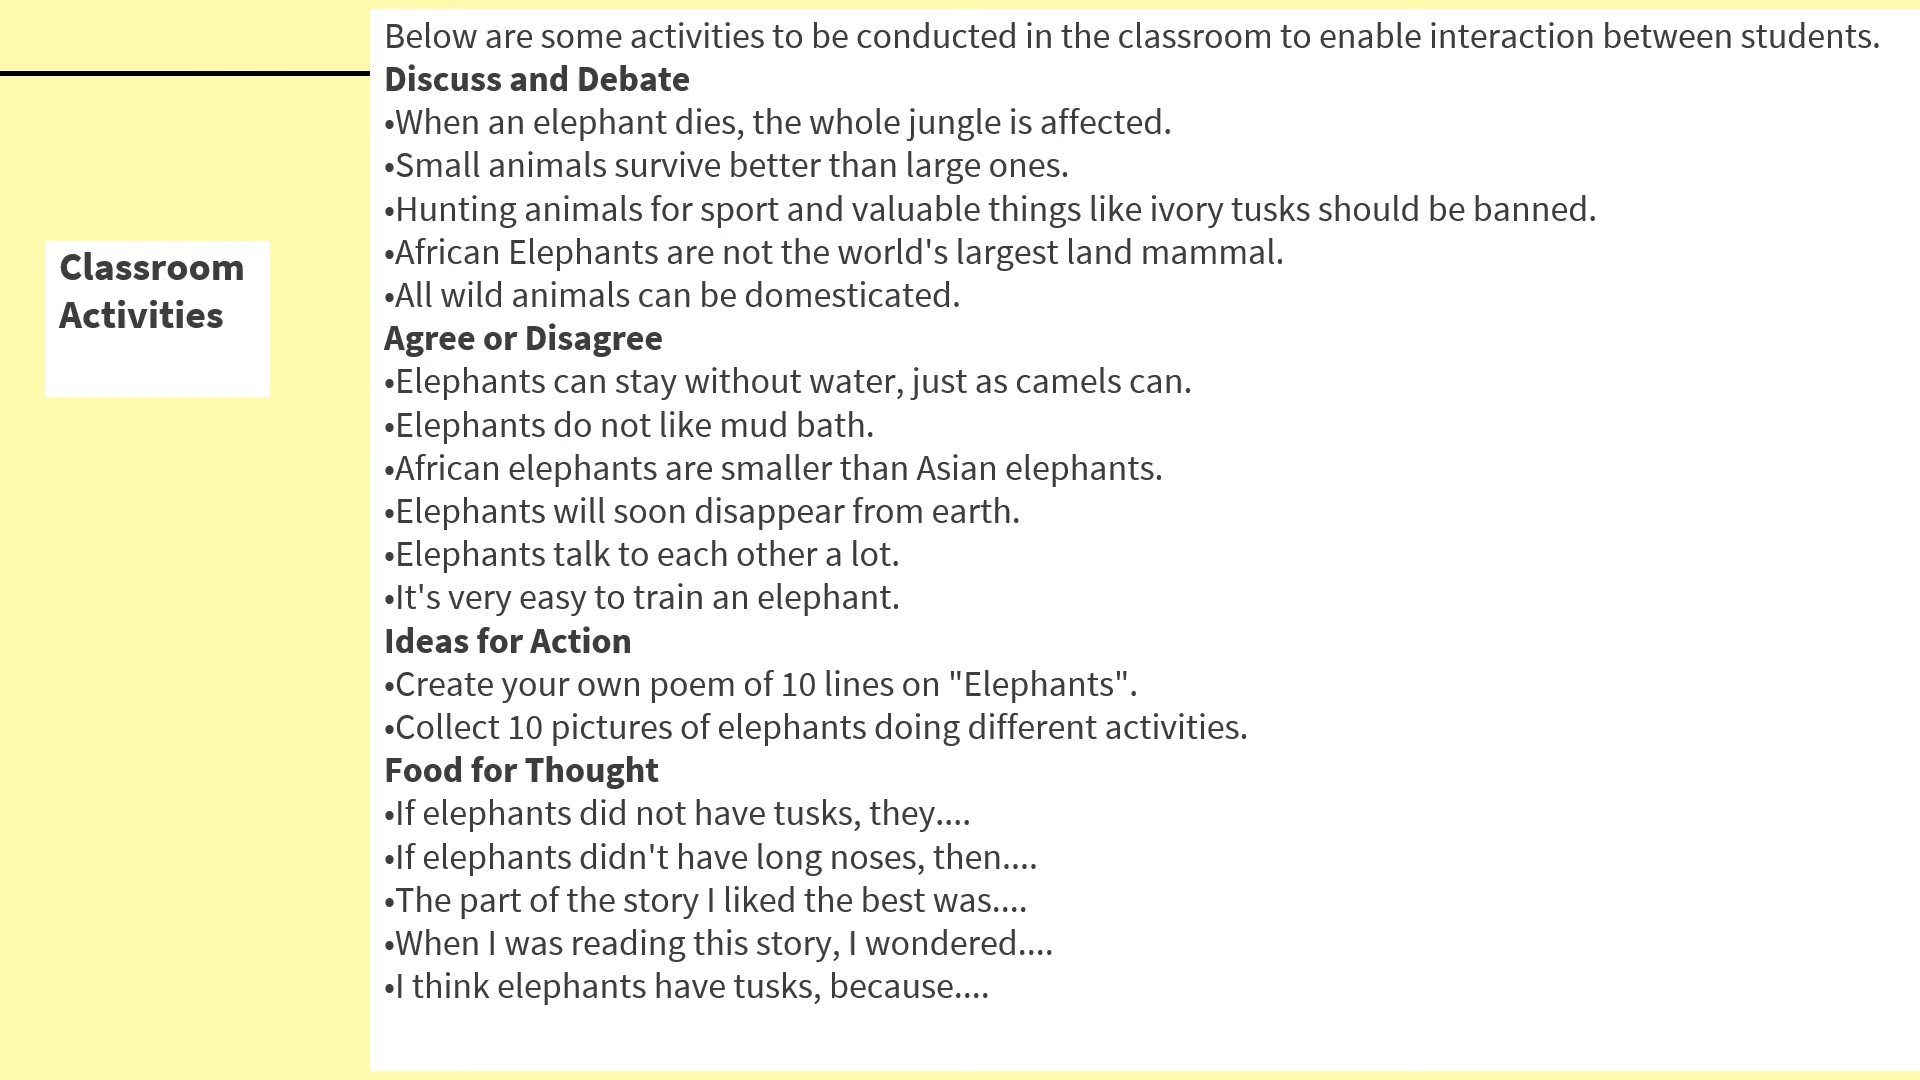 Classroom
Activities
Below are some activities to be conducted in the classroom to enable interaction between students.
Discuss and Debate
•When an elephant dies, the whole jungle is affected.
•Small animals survive better than large ones.
•Hunting animals for sport and valuable things like ivory tusks should be banned.
•African Elephants are not the world's largest land mammal.
•All wild animals can be domesticated.
Agree or Disagree
•Elephants can stay without water, just as camels can.
•Elephants do not like mud bath.
•African elephants are smaller than Asian elephants.
•Elephants will soon disappear from earth.
•Elephants talk to each other a lot.
•It's very easy to train an elephant.
Ideas for Action
•Create your own poem of 10 lines on "Elephants".
•Collect 10 pictures of elephants doing different activities.
Food for Thought
•If elephants did not have tusks, they....
•If elephants didn't have long noses, then....
•The part of the story I liked the best was....
•When I was reading this story, I wondered....
•I think elephants have tusks, because....